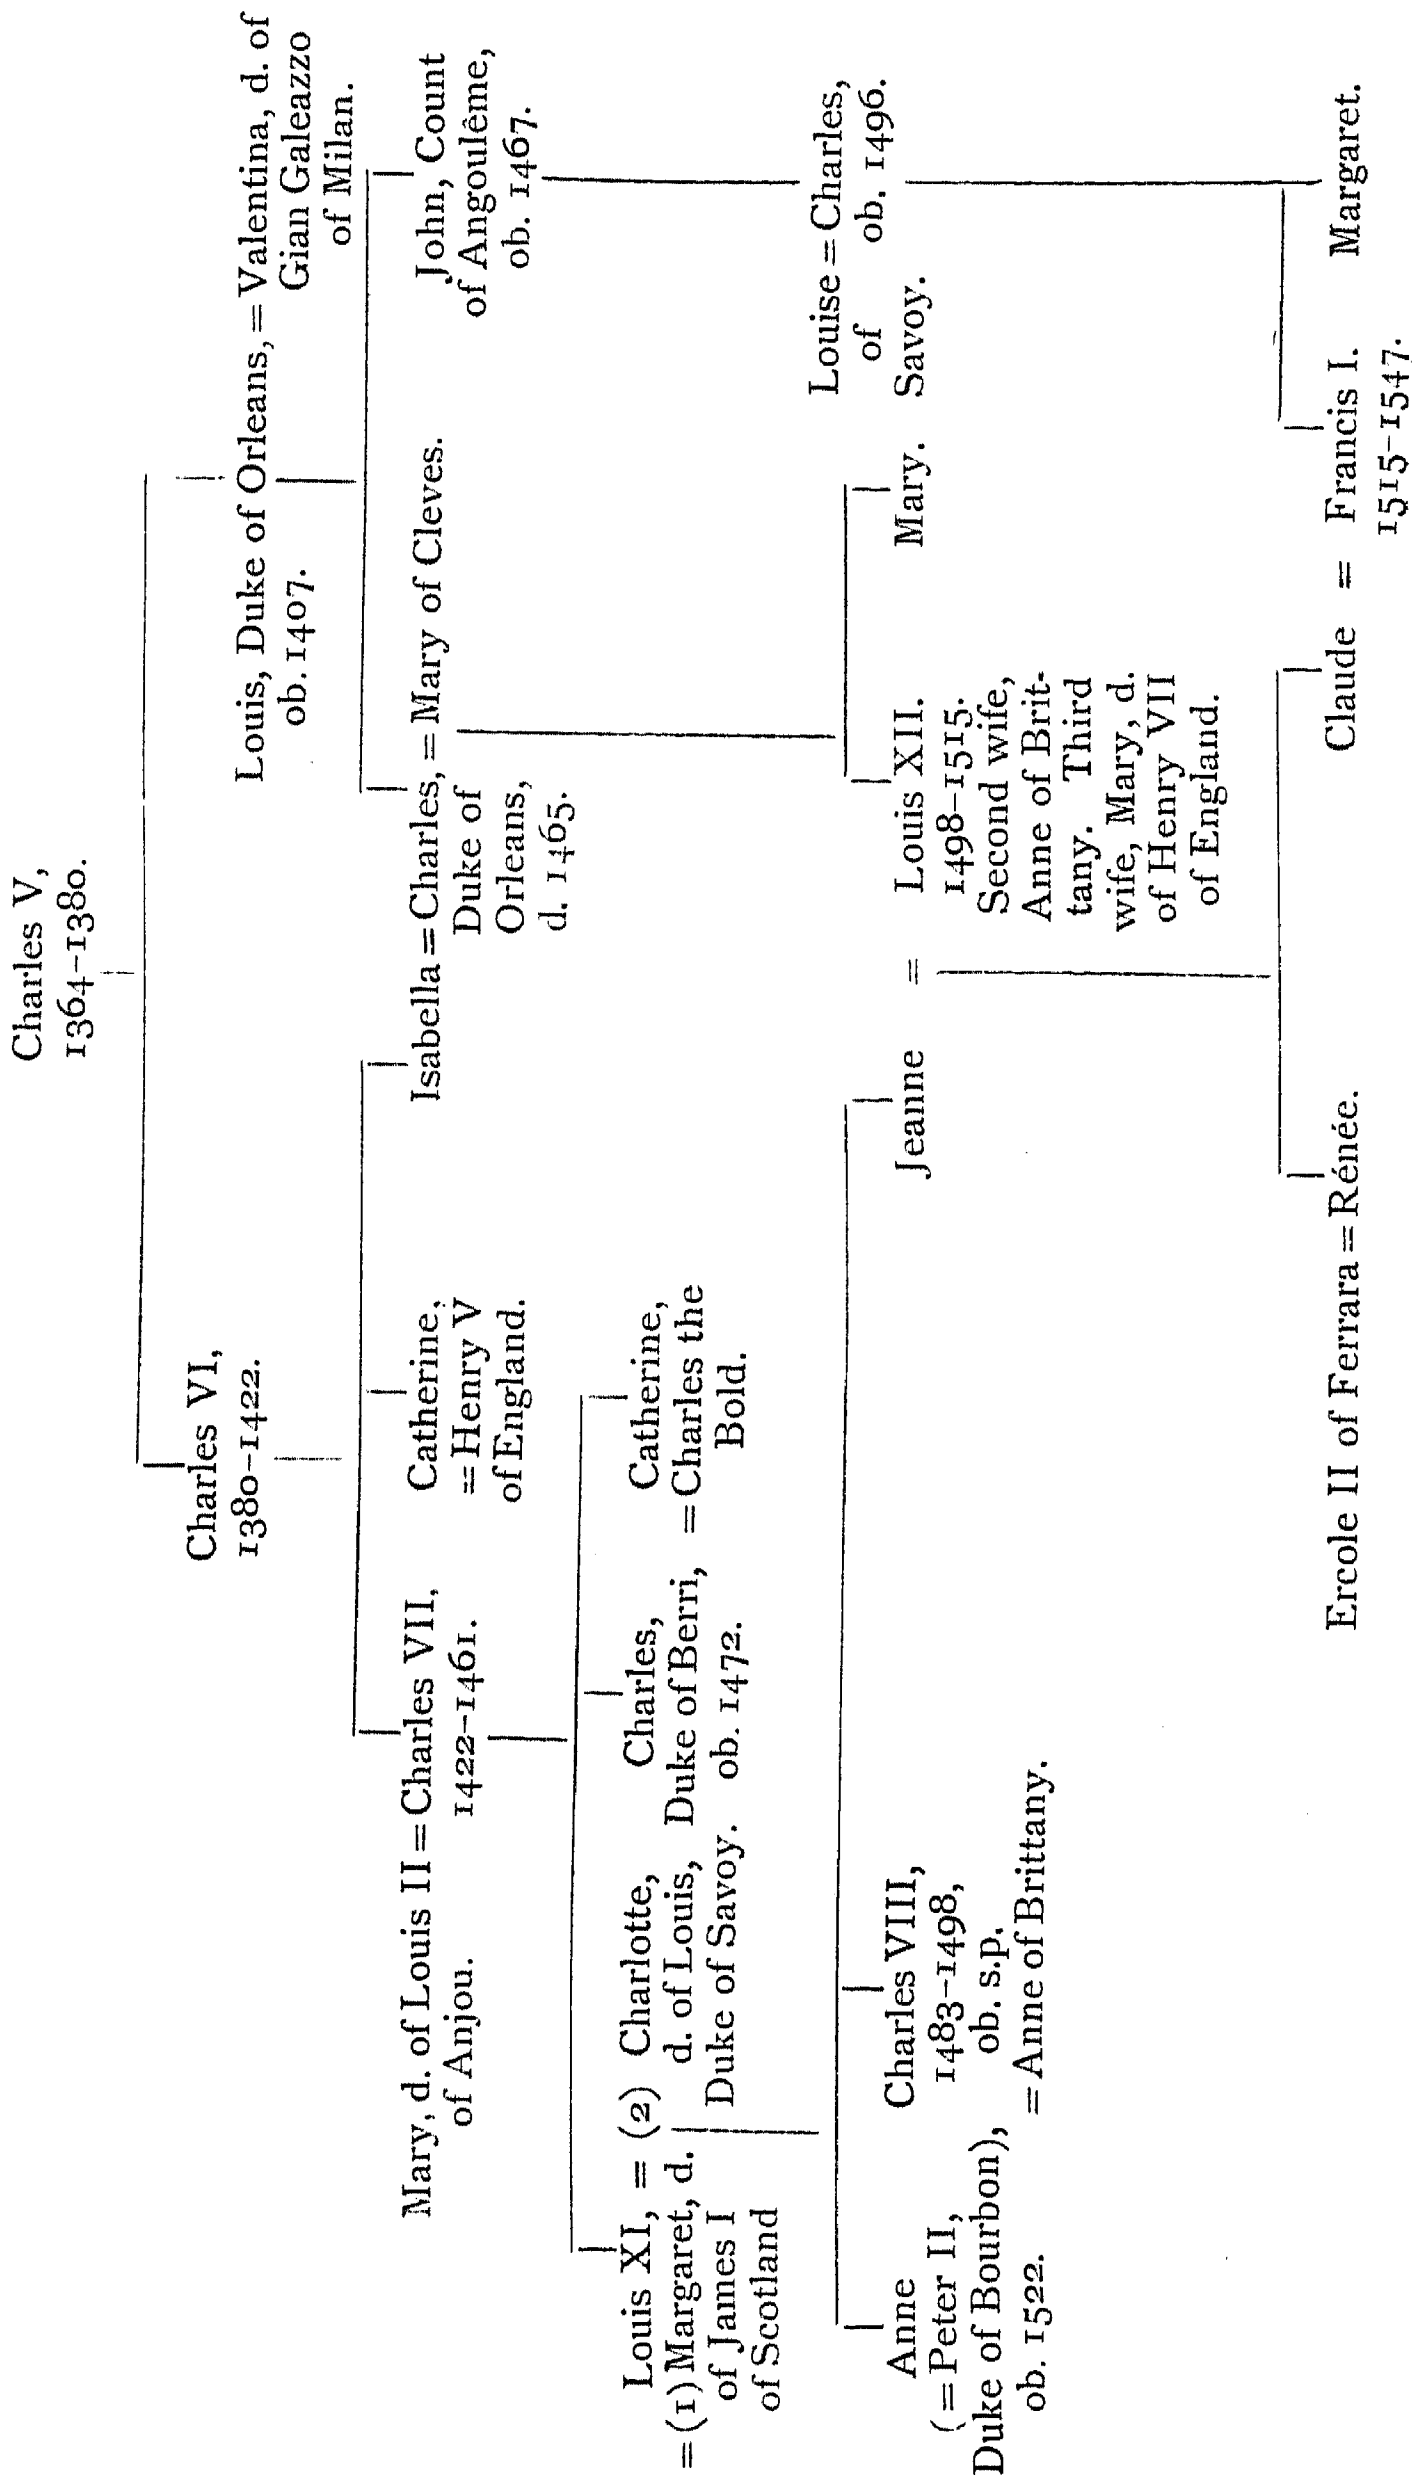 Charles V,
1364–1380.
Charles VI,
1380–1422.
Louis, Duke of Orleans, = Valentina, d. of
ob. 1407.
Gian Galeazzo
of Milan.
Mary, d. of Louis II = Charles VII,
of Anjou.
1422–1461.
Catherine,
= Henry V
of England.
Isabella = Charles, = Mary of Cleves.
Duke of
Orleans,
d. 1465.
John, Count
of Angoulême,
ob. 1467.
Louis XI, = (2) Charlotte,
= (1) Margaret, d.
of James I
of Scotland
d. of Louis,
Duke of Savoy.
Charles,
Duke of Berri,
ob. 1472.
Catherine,
= Charles the
Bold.
Louise = Charles,
of
Savoy.
ob. 1496.
Anne
(= Peter II,
Duke of Bourbon),
ob. 1522.
Charles VIII,
1483–1498,
ob. s.p.
= Anne of Brittany.
Jeanne = Louis XII.
1498–1515.
Second wife,
Anne of Brit-
tany. Third
wife, Mary, d.
of Henry VII
of England.
Mary.
Ercole II of Ferrara = Rénée.
Claude = Francis I.
1515–1547.
Margaret.